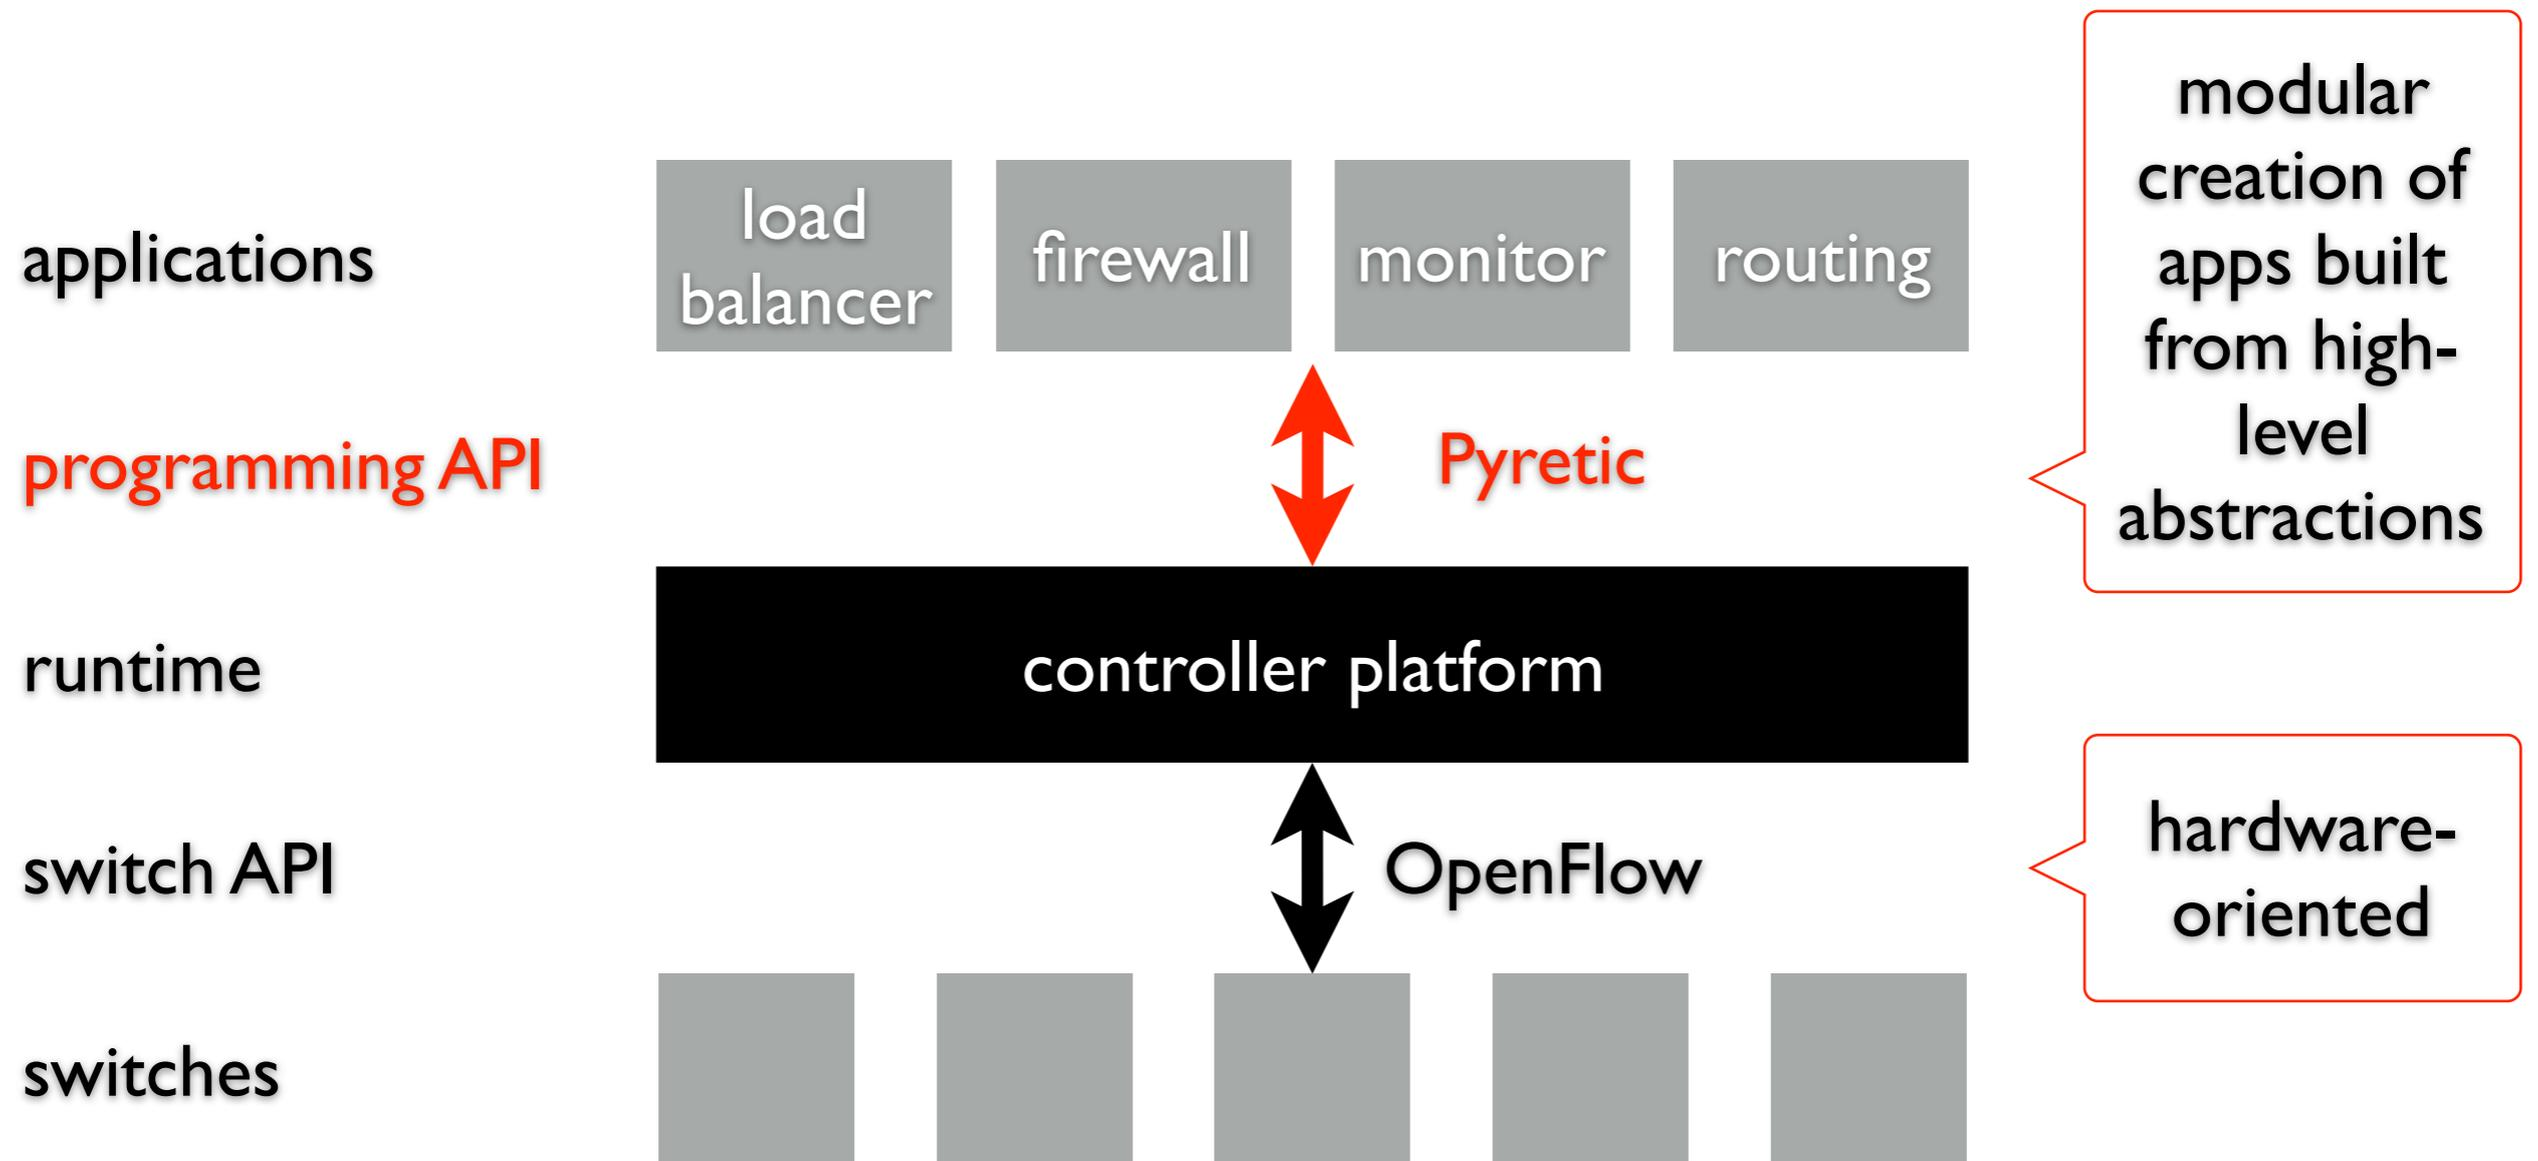 applications
load
balancer
firewall
monitor
routing
programming API
Pyretic
modular
creation of
apps built
from high-
level
abstractions
runtime
controller platform
switch API
OpenFlow
hardware-
oriented
switches